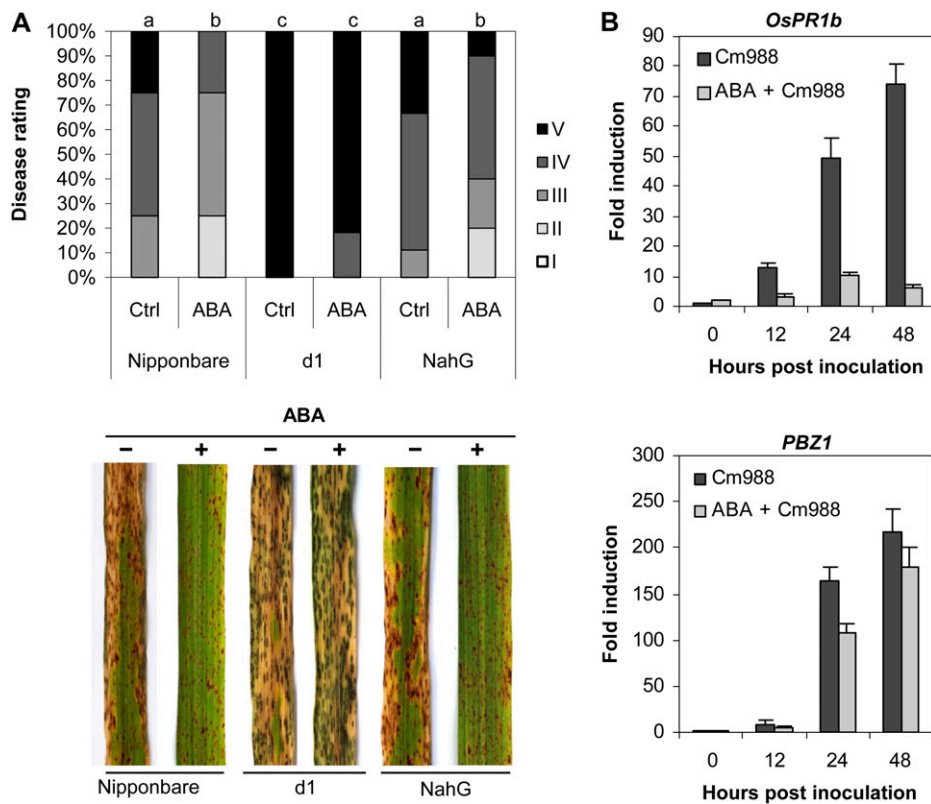 A
a b c c a b
100%
90%
80%
70%
60%
50%
40%
30%
20%
10%
0%
Disease rating
V
IV
III
II
I
Ctrl ABA Ctrl ABA Ctrl ABA
Nipponbare d1 NahG
ABA
– + – + – +
Nipponbare d1 NahG
B
OsPR1b
90
80
70
60
50
40
30
20
10
0
Fold induction
Cm988
ABA + Cm988
0 12 24 48
Hours post inoculation
PBZ1
300
250
200
150
100
50
0
Fold induction
Cm988
ABA + Cm988
0 12 24 48
Hours post inoculation